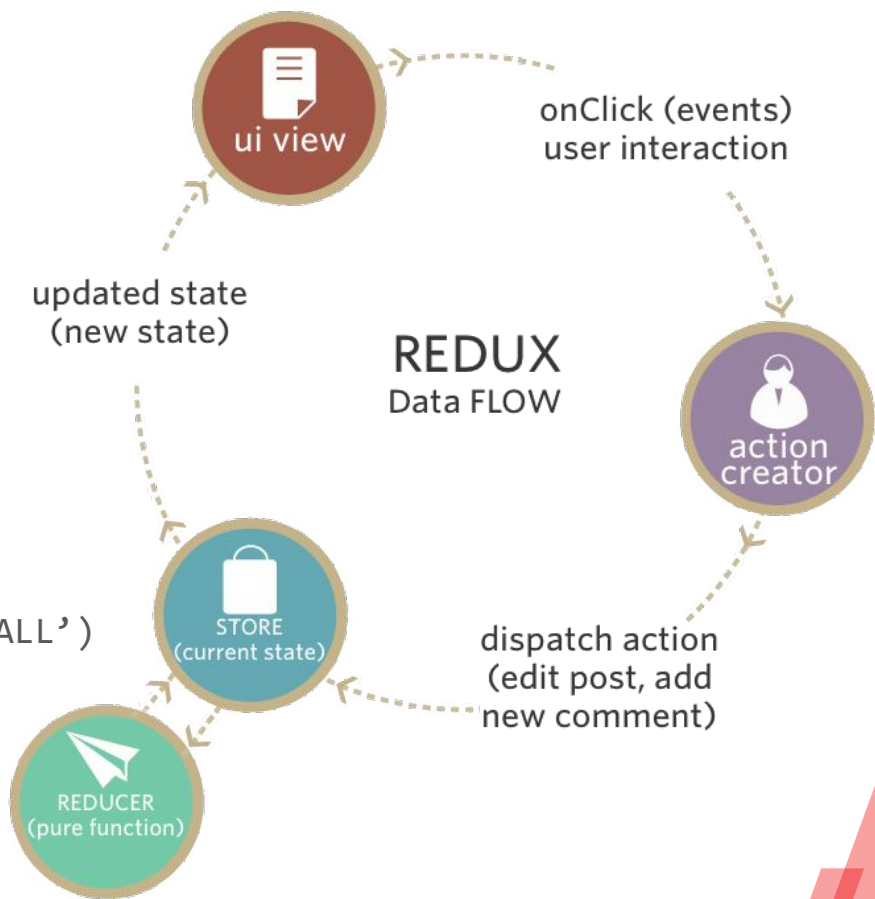 ui view
onClick (events)
user interaction
updated state
(new state)
REDUX
Data FLOW
action
creator
ALL’)
STORE
(current state)
dispatch action
(edit post, add
new comment)
REDUCER
(pure function)